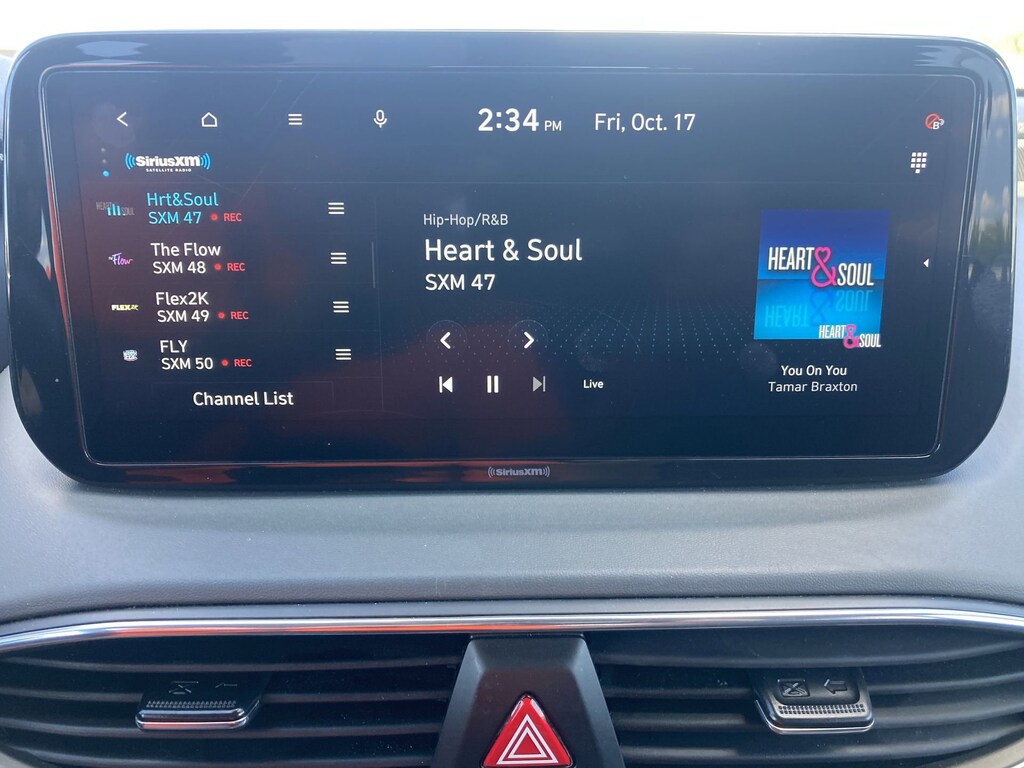 2:34 PM Fri, Oct. 17
SiriusXM
SATELLITE RADIO
Hrt&Soul
SXM 47 REC
Flow
The Flow
SXM 48 REC
FLEX2K
Flex2K
SXM 49 REC
FLY
SXM 50 REC
Channel List
Hip-Hop/R&B
Heart & Soul
SXM 47
Live
HEART & SOUL
HEART & SOUL
You On You
Tamar Braxton
SiriusXM